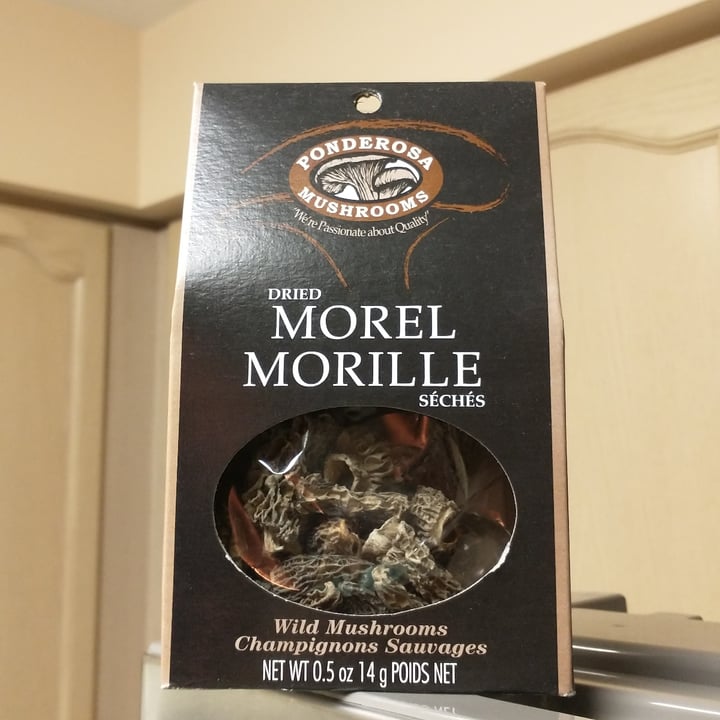 PONDEROSA
MUSHROOMS
"We're Passionate about Quality"
DRIED
MOREL
MORILLE
SÉCHÉS
Wild Mushrooms
Champignons Sauvages
NET WT 0.5 oz 14 g POIDS NET